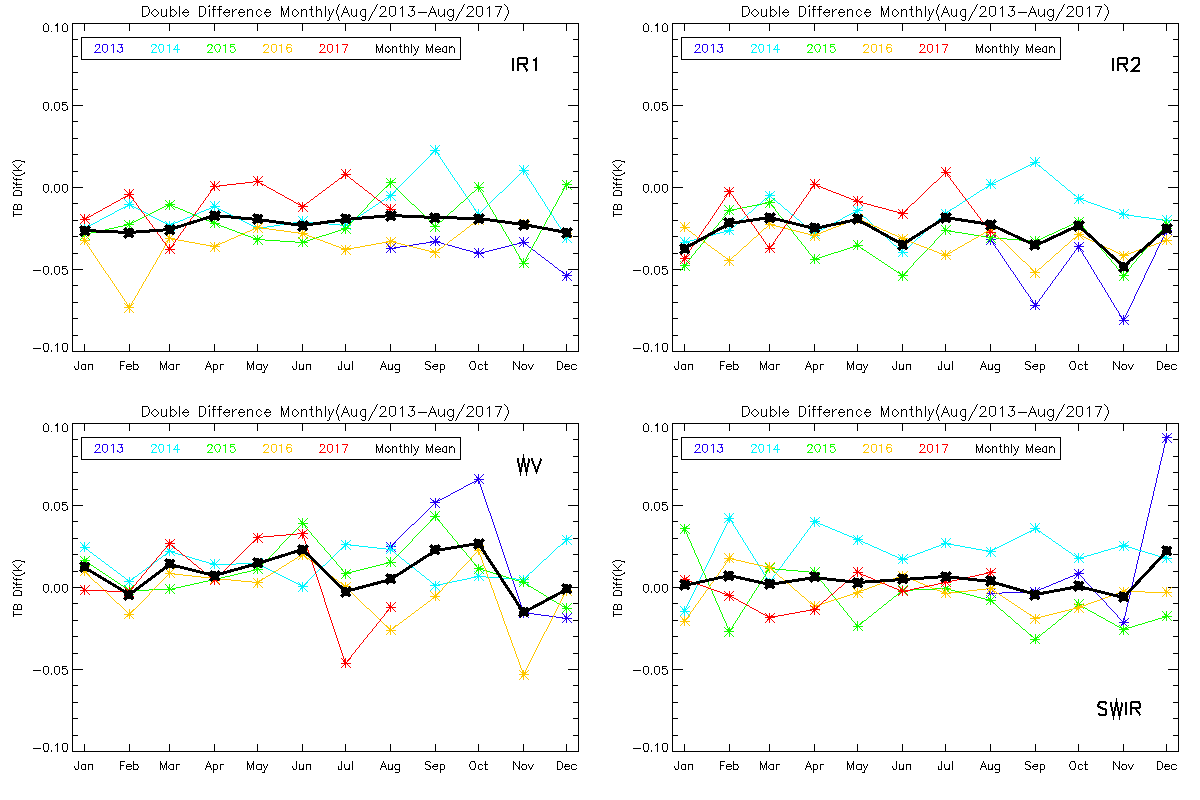 Double Difference Monthly(Aug/2013-Aug/2017)
2013 2014 2015 2016 2017 Monthly Mean
IR1
TB Diff(K)
0.10
0.05
0.00
-0.05
-0.10
Jan Feb Mar Apr May Jun Jul Aug Sep Oct Nov Dec
Double Difference Monthly(Aug/2013-Aug/2017)
2013 2014 2015 2016 2017 Monthly Mean
IR2
TB Diff(K)
0.10
0.05
0.00
-0.05
-0.10
Jan Feb Mar Apr May Jun Jul Aug Sep Oct Nov Dec
Double Difference Monthly(Aug/2013-Aug/2017)
2013 2014 2015 2016 2017 Monthly Mean
WV
TB Diff(K)
0.10
0.05
0.00
-0.05
-0.10
Jan Feb Mar Apr May Jun Jul Aug Sep Oct Nov Dec
Double Difference Monthly(Aug/2013-Aug/2017)
2013 2014 2015 2016 2017 Monthly Mean
SWIR
TB Diff(K)
0.10
0.05
0.00
-0.05
-0.10
Jan Feb Mar Apr May Jun Jul Aug Sep Oct Nov Dec